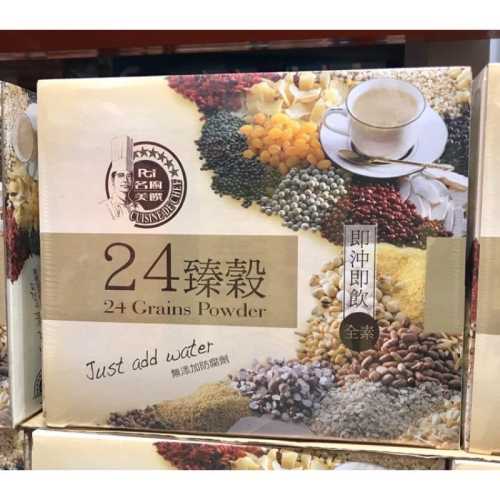 Pgi
名廚
美饌
CUISINE DE CHEF
24臻穀
24 Grains Powder
Just add water
無添加防腐劑
即沖即飲
全素